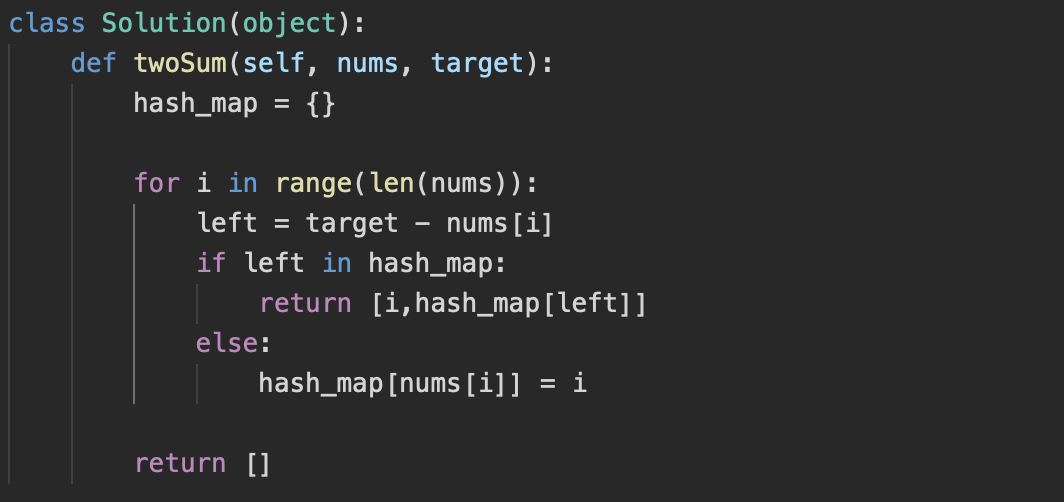 class Solution(object):
    def twoSum(self, nums, target):
        hash_map = {}
        for i in range(len(nums)):
            left = target - nums[i]
            if left in hash_map:
                return [i,hash_map[left]]
            else:
                hash_map[nums[i]] = i
        return []